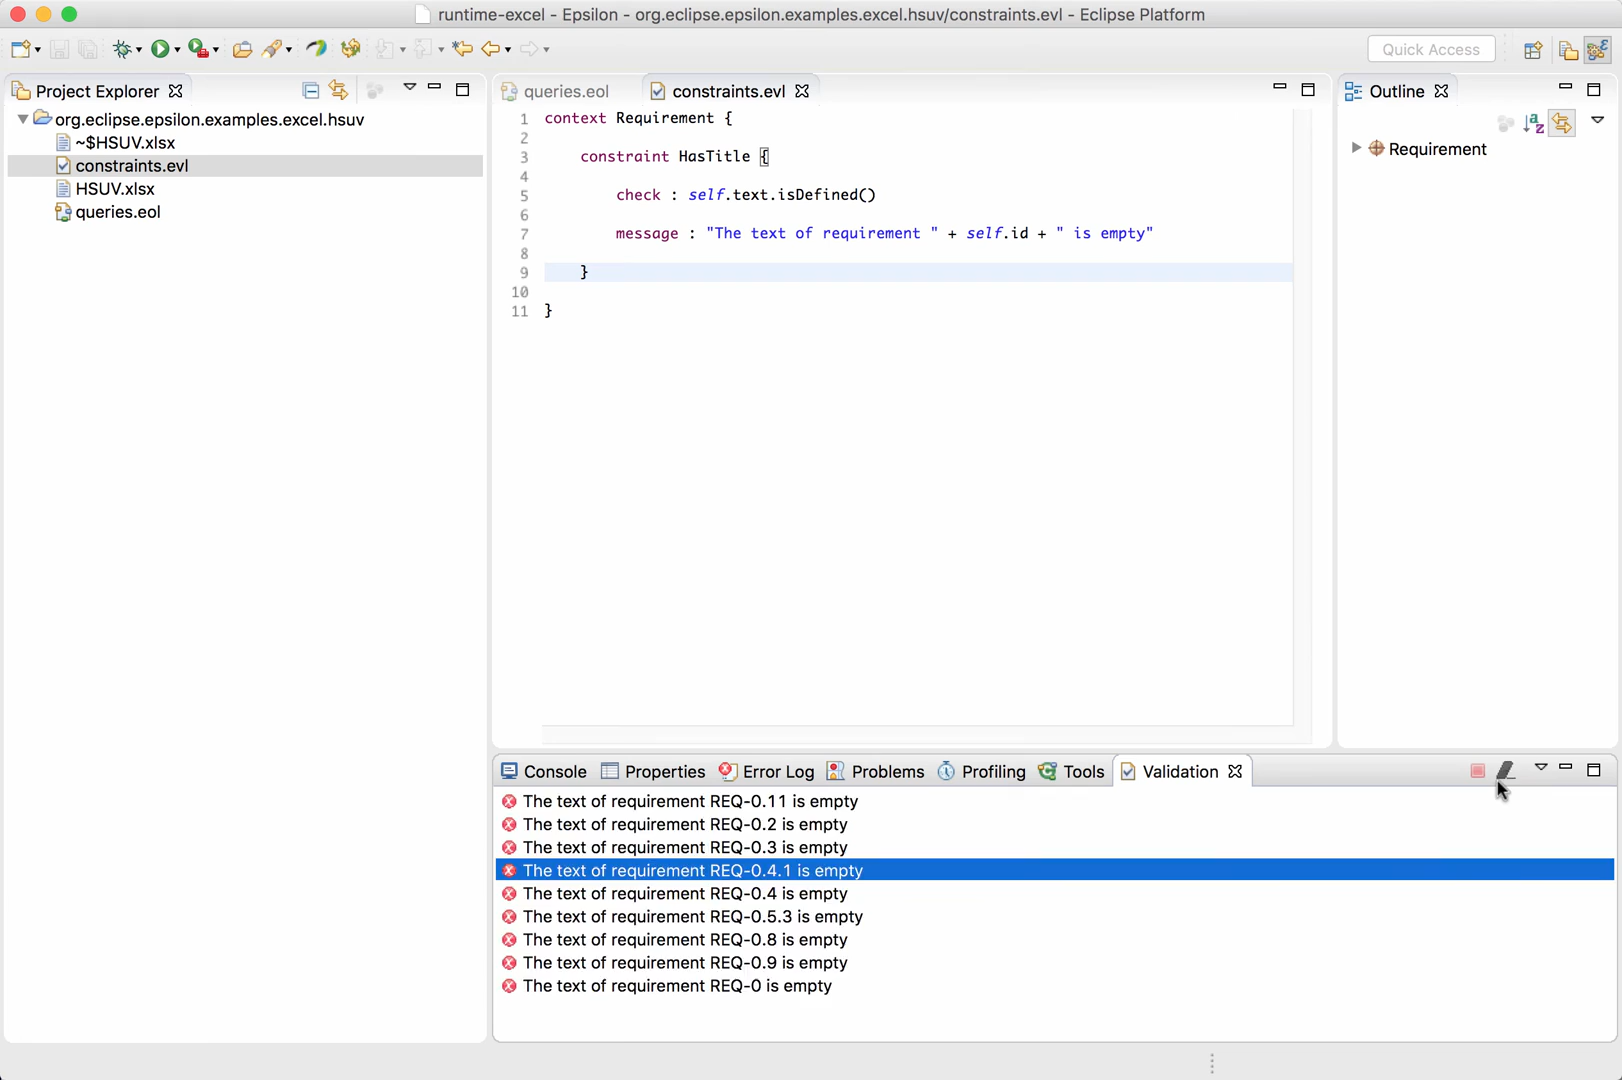 runtime-excel - Epsilon - org.eclipse.epsilon.examples.excel.hsuv/constraints.evl - Eclipse Platform
Quick Access
Project Explorer
org.eclipse.epsilon.examples.excel.hsuv
~$HSUV.xlsx
constraints.evl
HSUV.xlsx
queries.eol
queries.eol
constraints.evl
1 context Requirement {
2
3 constraint HasTitle {
4
5 check : self.text.isDefined()
6
7 message : "The text of requirement " + self.id + " is empty"
8
9 }
10
11 }
Outline
Requirement
Console
Properties
Error Log
Problems
Profiling
Tools
Validation
The text of requirement REQ-0.11 is empty
The text of requirement REQ-0.2 is empty
The text of requirement REQ-0.3 is empty
The text of requirement REQ-0.4.1 is empty
The text of requirement REQ-0.4 is empty
The text of requirement REQ-0.5.3 is empty
The text of requirement REQ-0.8 is empty
The text of requirement REQ-0.9 is empty
The text of requirement REQ-0 is empty